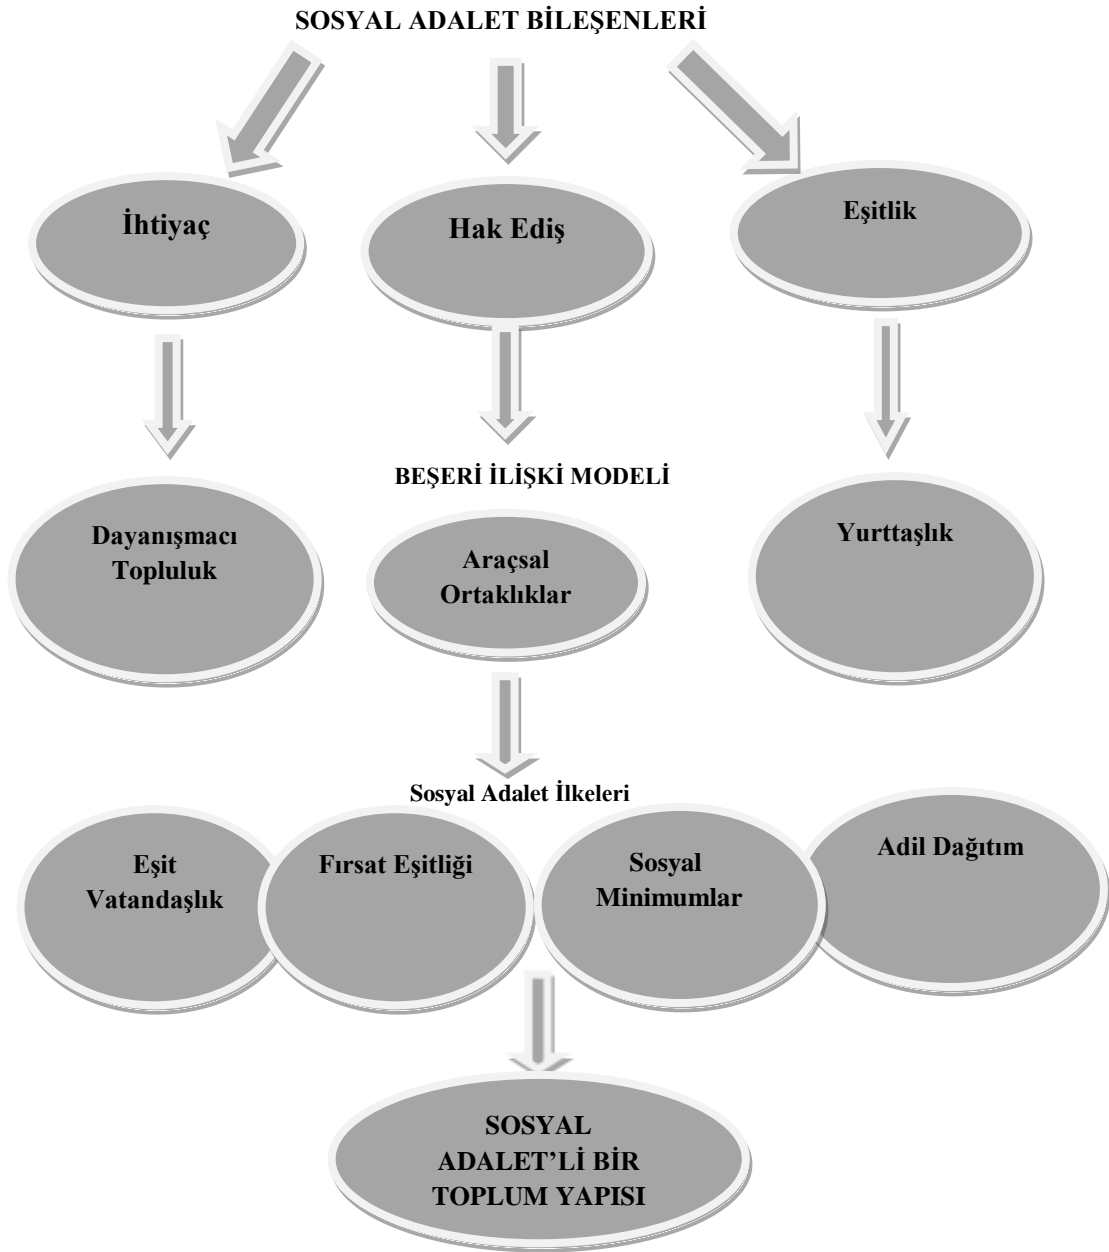 SOSYAL ADALET BİLEŞENLERİ
İhtiyaç
Hak Ediş
Eşitlik
BEŞERİ İLİŞKİ MODELİ
Dayanışmacı
Topluluk
Araçsal
Ortaklıklar
Yurttaşlık
Sosyal Adalet İlkeleri
Eşit
Vatandaşlık
Fırsat Eşitliği
Sosyal
Minimumlar
Adil Dağıtım
SOSYAL
ADALET’Lİ BİR
TOPLUM YAPISI